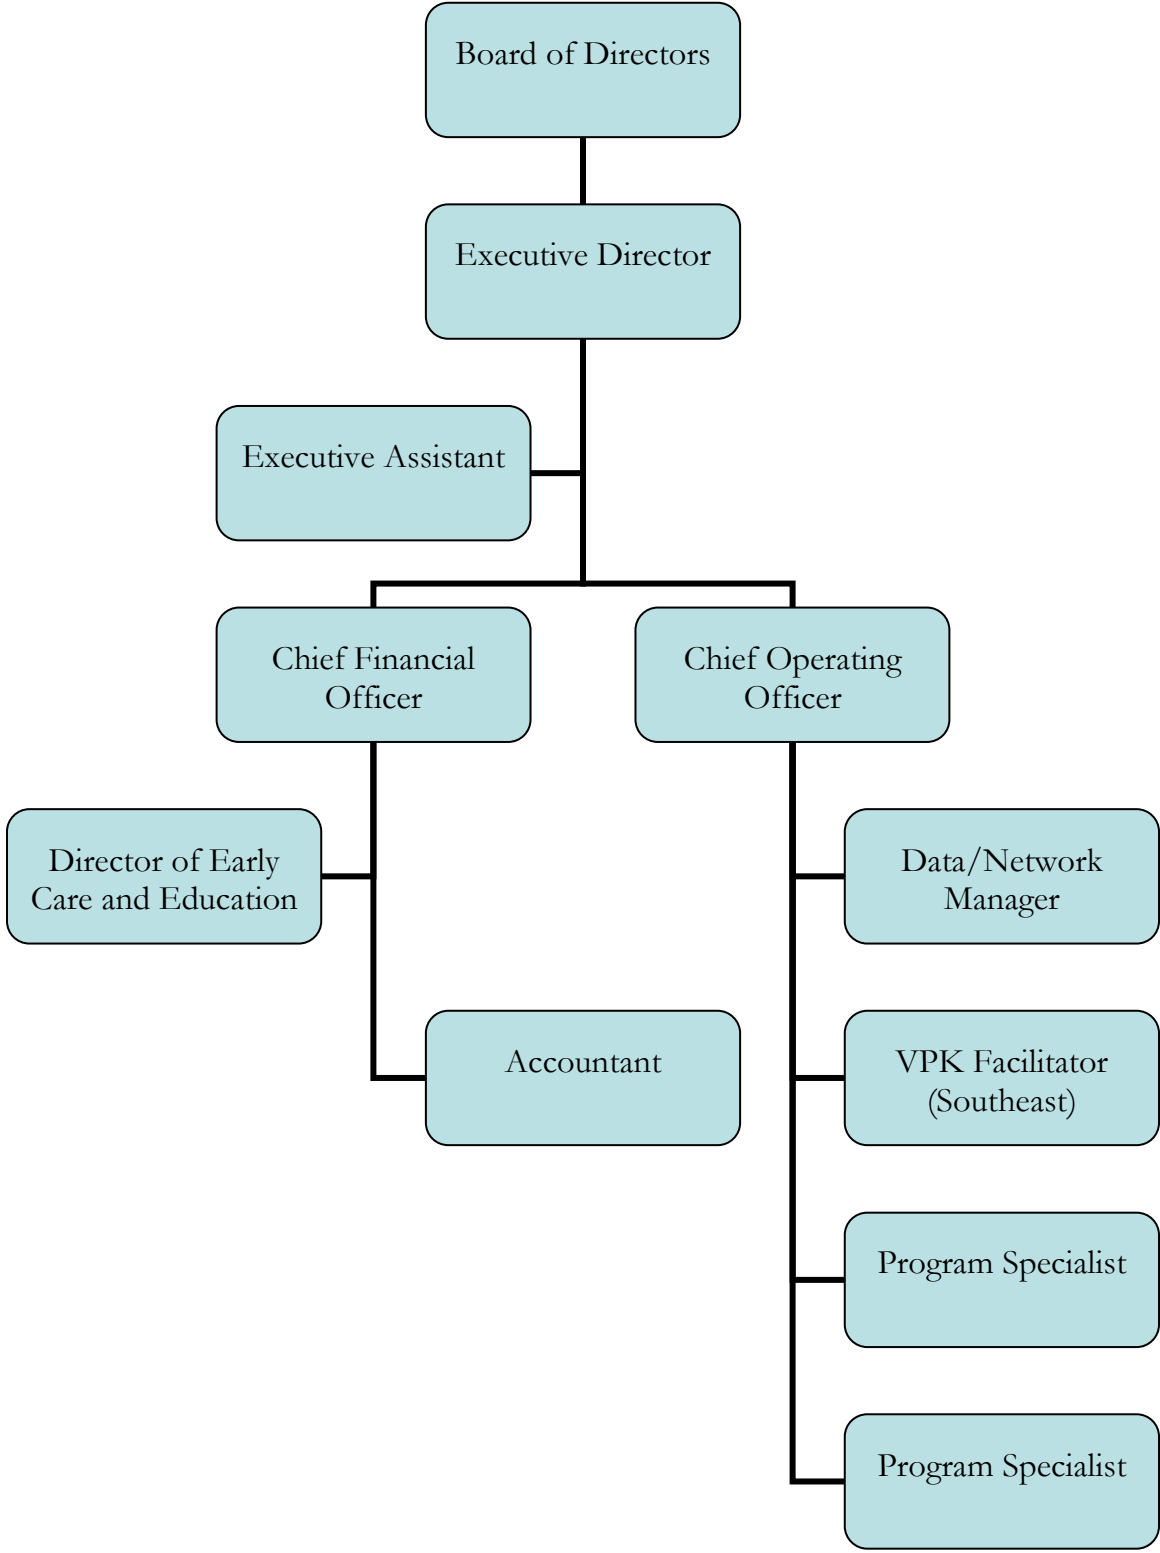 Board of Directors
Executive Director
Executive Assistant
Chief Financial
Officer
Chief Operating
Officer
Director of Early
Care and Education
Data/Network
Manager
Accountant
VPK Facilitator
(Southeast)
Program Specialist
Program Specialist